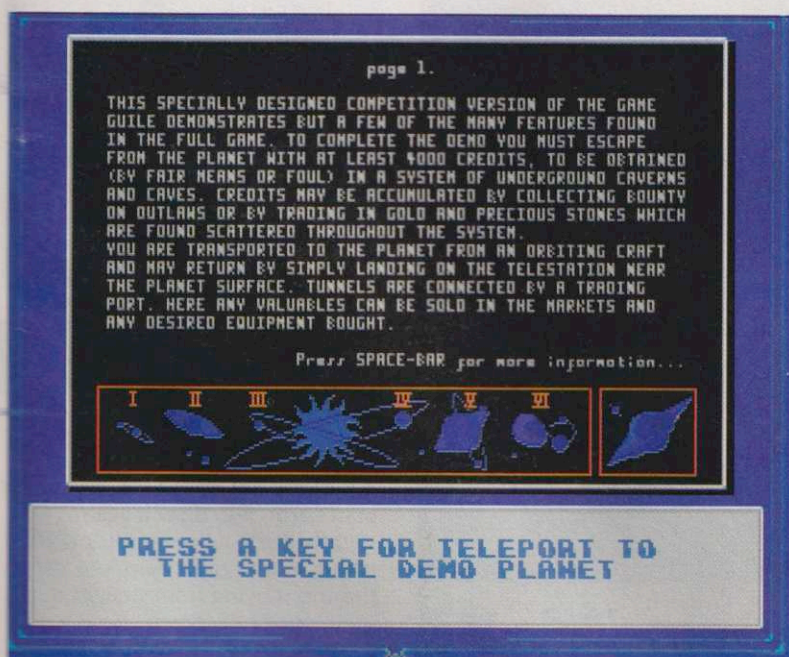 page 1.
THIS SPECIALLY DESIGNED COMPETITION VERSION OF THE GAME
GUILE DEMONSTRATES BUT A FEW OF THE MANY FEATURES FOUND
IN THE FULL GAME. TO COMPLETE THE DEMO YOU MUST ESCAPE
FROM THE PLANET WITH AT LEAST 4000 CREDITS, TO BE OBTAINED
(BY FAIR MEANS OR FOUL) IN A SYSTEM OF UNDERGROUND CAVERNS
AND CAVES. CREDITS MAY BE ACCUMULATED BY COLLECTING BOUNTY
ON OUTLAWS OR BY TRADING IN GOLD AND PRECIOUS STONES WHICH
ARE FOUND SCATTERED THROUGHOUT THE SYSTEM.
YOU ARE TRANSPORTED TO THE PLANET FROM AN ORBITING CRAFT
AND MAY RETURN BY SIMPLY LANDING ON THE TELESTATION NEAR
THE PLANET SURFACE. TUNNELS ARE CONNECTED BY A TRADING
PORT. HERE ANY VALUABLES CAN BE SOLD IN THE MARKETS AND
ANY DESIRED EQUIPMENT BOUGHT.
Press SPACE-BAR for more information...
I II III IV V VI
PRESS A KEY FOR TELEPORT TO
THE SPECIAL DEMO PLANET